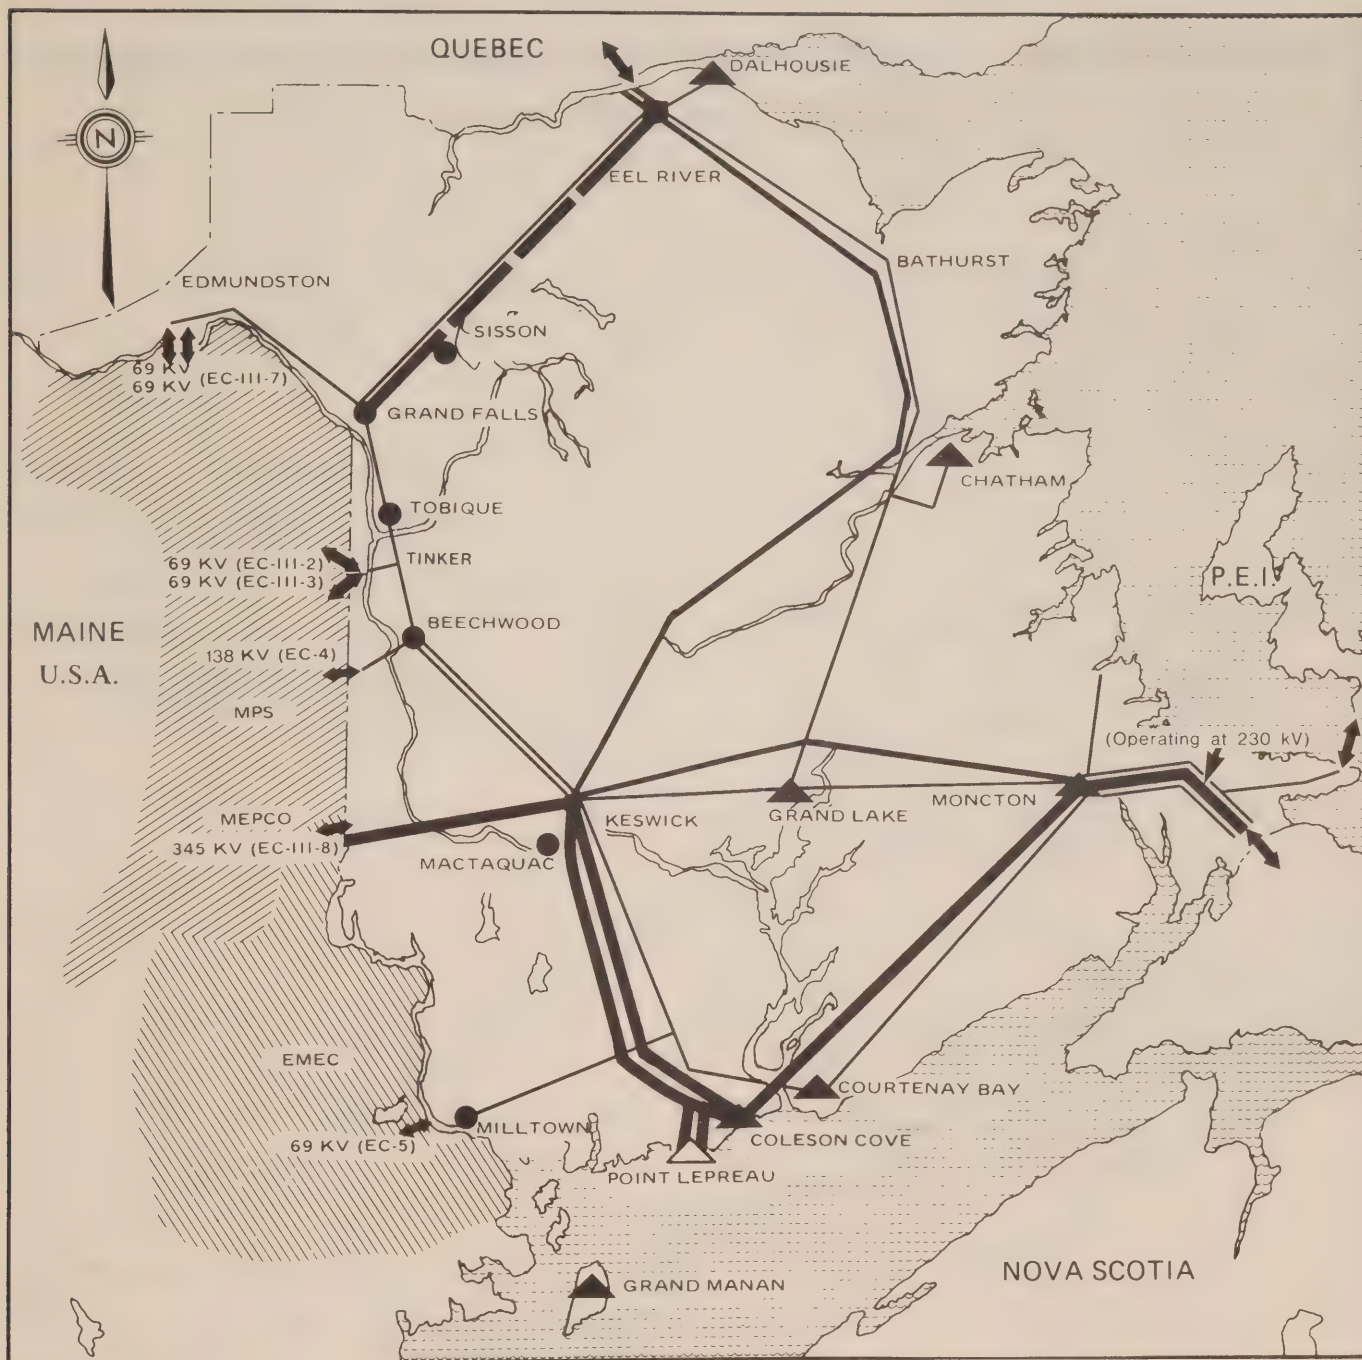 QUEBEC
DALHOUSIE
N
EEL RIVER
BATHURST
EDMUNDSTON
SISSON
69 KV
69 KV (EC-III-7)
GRAND FALLS
CHATHAM
TOBIQUE
TINKER
69 KV (EC-III-2)
69 KV (EC-III-3)
P.E.I.
MAINE
U.S.A.
BEECHWOOD
138 KV (EC-4)
MPS
(Operating at 230 kV)
MEPCO
345 KV (EC-III-8)
KESWICK
GRAND LAKE
MONCTON
MACTAQUAC
EMEC
COURTENAY BAY
MILLTOWN
COLESON COVE
69 KV (EC-5)
POINT LEPREAU
NOVA SCOTIA
GRAND MANAN